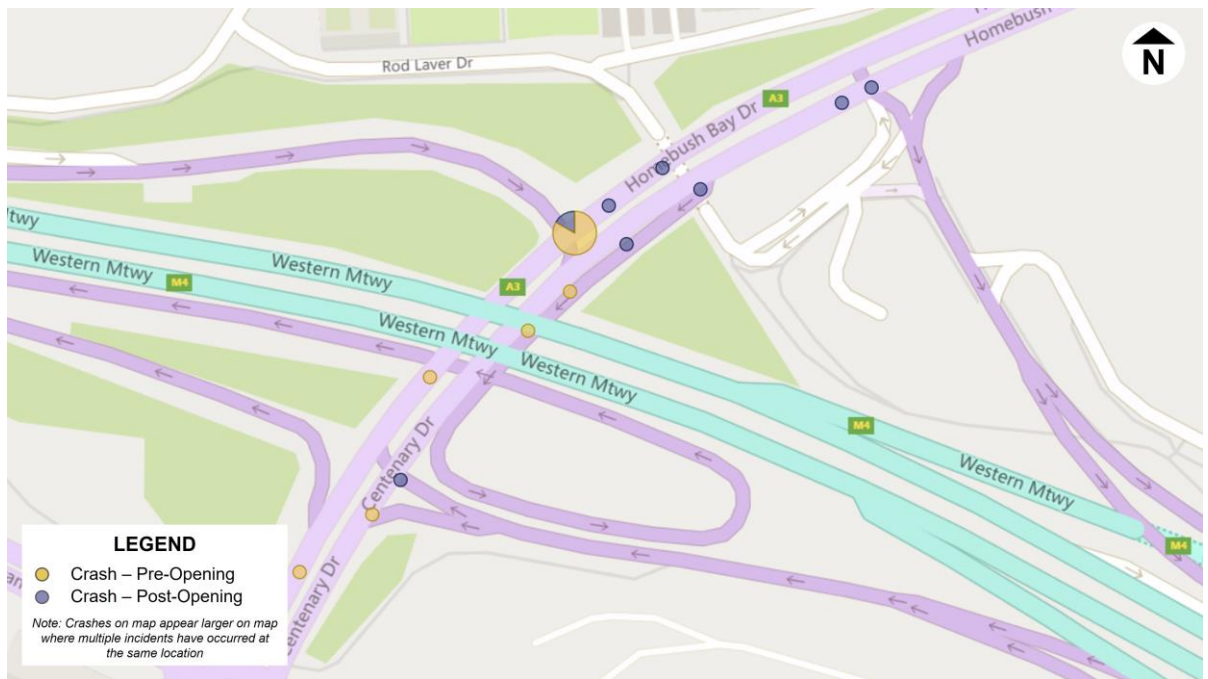 Homebush
N
Rod Laver Dr
A3
Homebush Bay Dr
Mtwy
Western Mtwy
Western Mtwy
M4
A3
Western Mtwy
Western Mtwy
M4
Centenary Dr
Western Mtwy
M4
Centenary Dr
LEGEND
Crash – Pre-Opening
Crash – Post-Opening
Note: Crashes on map appear larger on map
where multiple incidents have occurred at
the same location